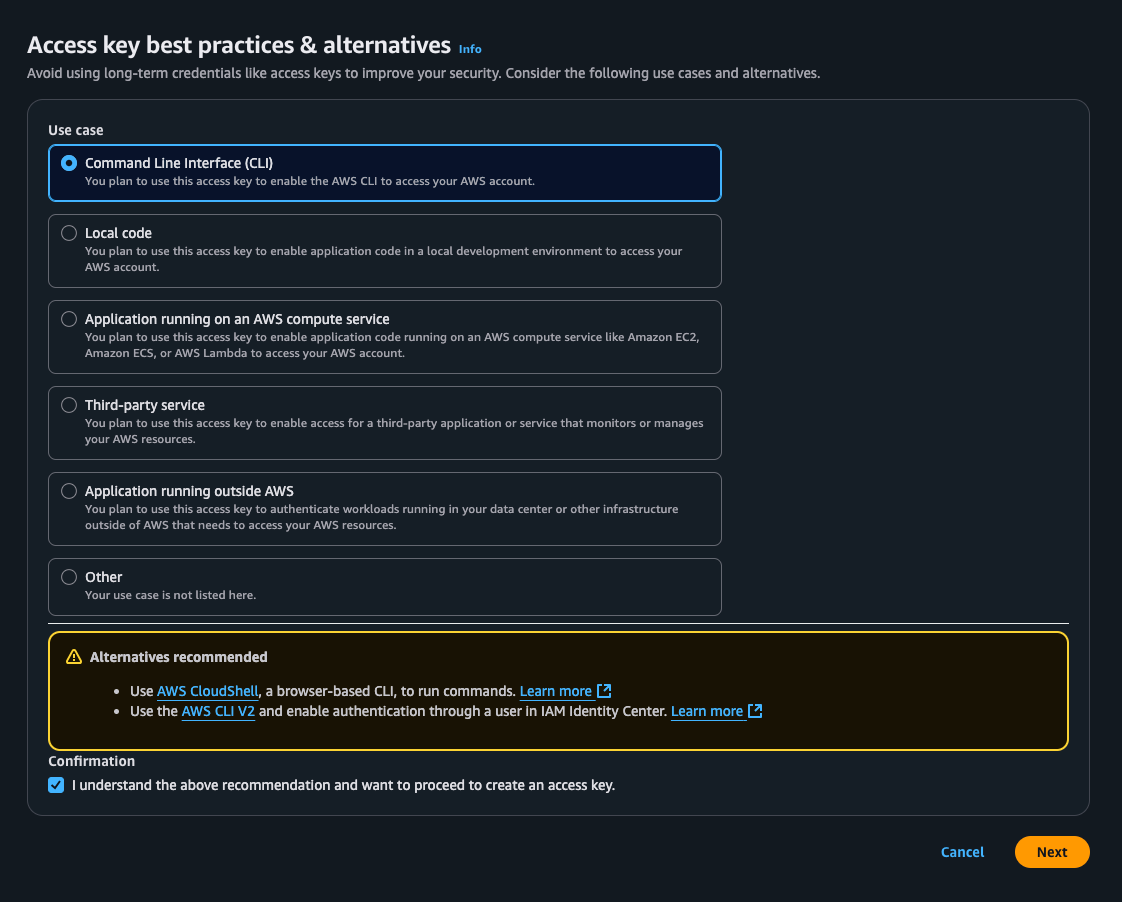 Access key best practices & alternatives Info
Avoid using long-term credentials like access keys to improve your security. Consider the following use cases and alternatives.
Use case
Command Line Interface (CLI)
You plan to use this access key to enable the AWS CLI to access your AWS account.
Local code
You plan to use this access key to enable application code in a local development environment to access your
AWS account.
Application running on an AWS compute service
You plan to use this access key to enable application code running on an AWS compute service like Amazon EC2,
Amazon ECS, or AWS Lambda to access your AWS account.
Third-party service
You plan to use this access key to enable access for a third-party application or service that monitors or manages
your AWS resources.
Application running outside AWS
You plan to use this access key to authenticate workloads running in your data center or other infrastructure
outside of AWS that needs to access your AWS resources.
Other
Your use case is not listed here.
Alternatives recommended
• Use AWS CloudShell, a browser-based CLI, to run commands. Learn more
• Use the AWS CLI V2 and enable authentication through a user in IAM Identity Center. Learn more
Confirmation
I understand the above recommendation and want to proceed to create an access key.
Cancel Next